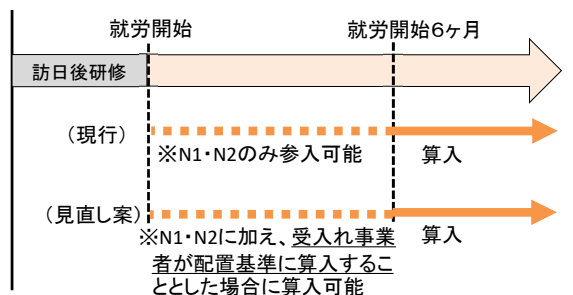 就労開始
就労開始6ヶ月
訪日後研修
(現行)
※N1・N2のみ参入可能
算入
(見直し案)
算入
※N1・N2に加え、受入れ事業
者が配置基準に算入するこ
ととした場合に算入可能